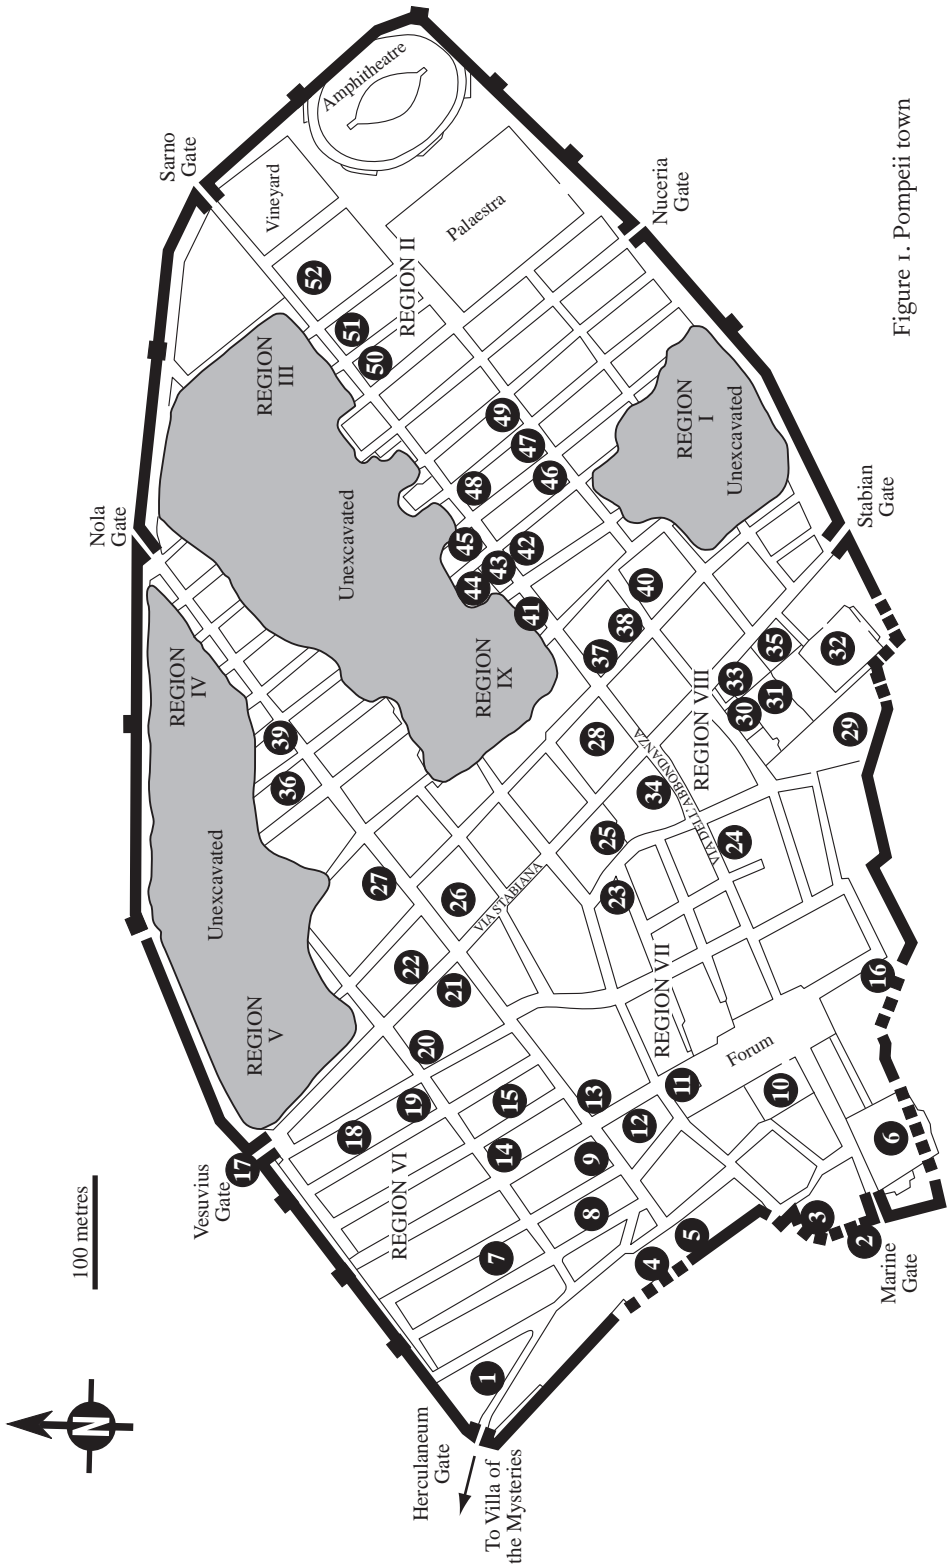 N
100 metres
Herculaneum
Gate
To Villa of
the Mysteries
Vesuvius
Gate
Nola
Gate
Sarno
Gate
Nuceria
Gate
Stabian
Gate
Marine
Gate
Amphitheatre
Vineyard
Palaestra
Forum
REGION
I
Unexcavated
REGION II
REGION
III
Unexcavated
REGION
IV
Unexcavated
REGION
V
REGION VI
REGION VII
REGION VIII
REGION
IX
VIA STABIANA
VIA DELL' ABBONDANZA
1
2
3
4
5
6
7
8
9
10
11
12
13
14
15
16
17
18
19
20
21
22
23
24
25
26
27
28
29
30
31
32
33
34
35
36
37
38
39
40
41
42
43
44
45
46
47
48
49
50
51
52
Figure 1. Pompeii town